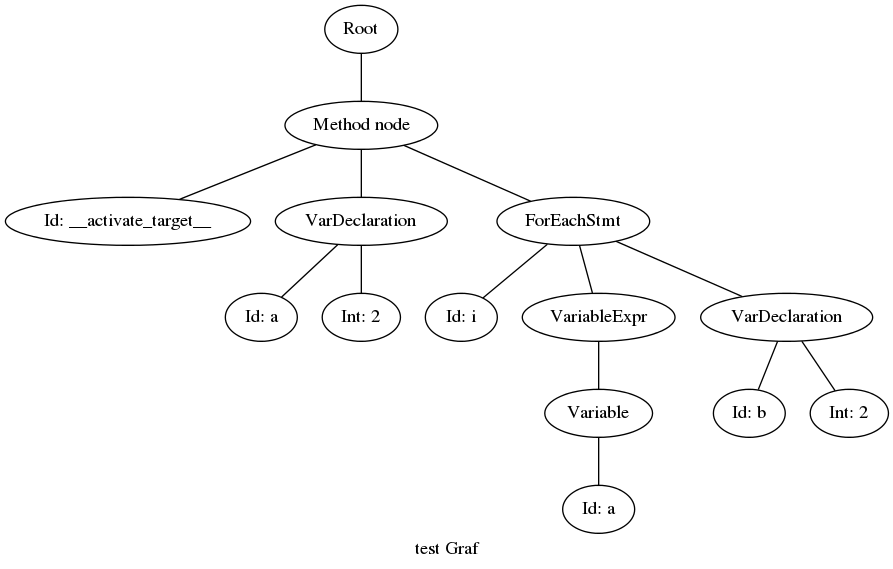 Root
Method node
Id: __activate_target__
VarDeclaration
ForEachStmt
Id: a
Int: 2
Id: i
VariableExpr
VarDeclaration
Variable
Id: b
Int: 2
Id: a
test Graf